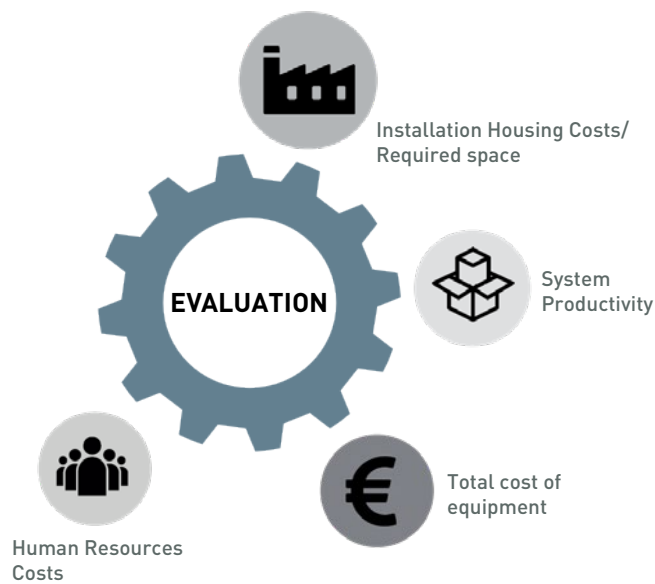 Installation Housing Costs/
Required space
EVALUATION
System
Productivity
€
Total cost of
equipment
Human Resources
Costs